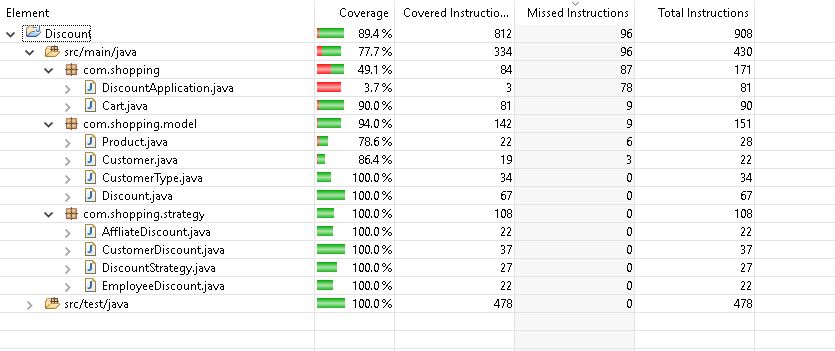 Element Coverage Covered Instructio... Missed Instructions Total Instructions
Discount 89.4 % 812 96 908
src/main/java 77.7 % 334 96 430
com.shopping 49.1 % 84 87 171
DiscountApplication.java 3.7 % 3 78 81
Cart.java 90.0 % 81 9 90
com.shopping.model 94.0 % 142 9 151
Product.java 78.6 % 22 6 28
Customer.java 86.4 % 19 3 22
CustomerType.java 100.0 % 34 0 34
Discount.java 100.0 % 67 0 67
com.shopping.strategy 100.0 % 108 0 108
AffliateDiscount.java 100.0 % 22 0 22
CustomerDiscount.java 100.0 % 37 0 37
DiscountStrategy.java 100.0 % 27 0 27
EmployeeDiscount.java 100.0 % 22 0 22
src/test/java 100.0 % 478 0 478